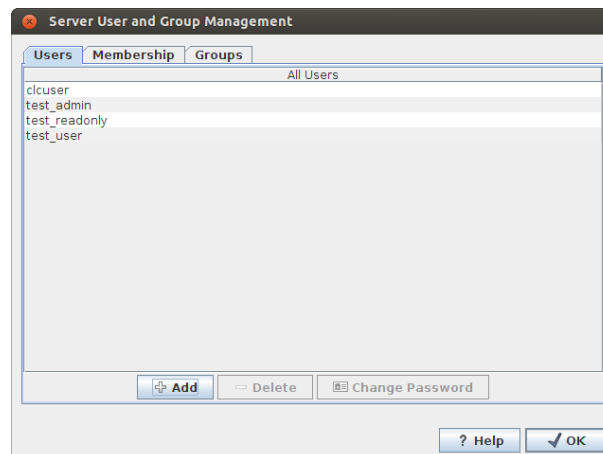 Server User and Group Management
Users Membership Groups
All Users
clcuser
test_admin
test_readonly
test_user
Add Delete Change Password
? Help OK